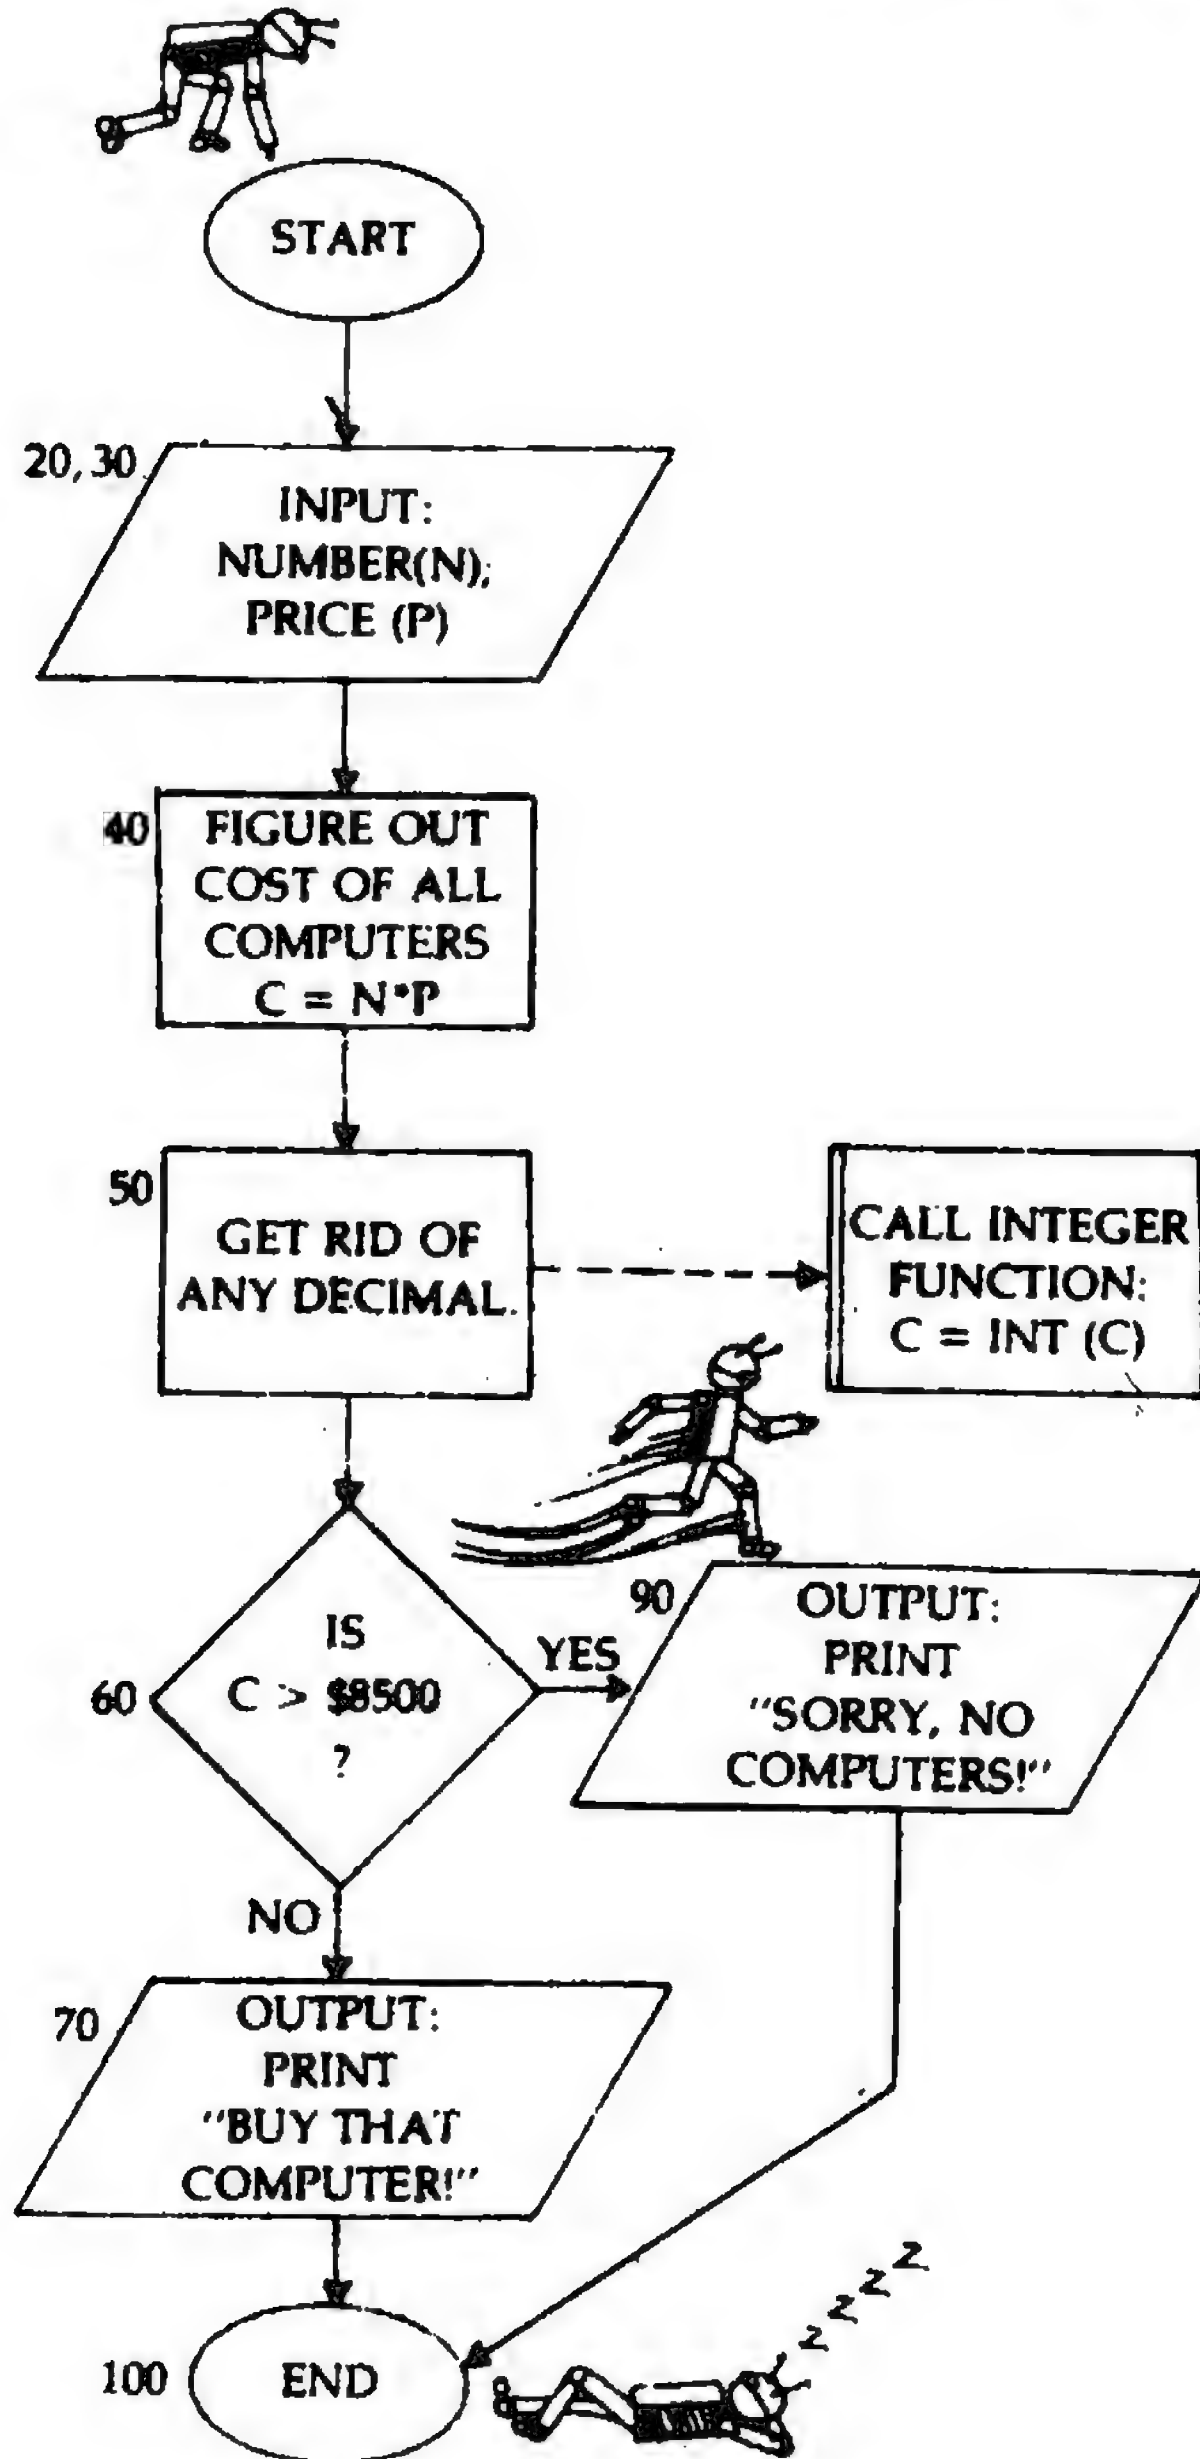 START
20, 30
INPUT:
NUMBER(N);
PRICE (P)
40
FIGURE OUT
COST OF ALL
COMPUTERS
C = N*P
50
GET RID OF
ANY DECIMAL.
CALL INTEGER
FUNCTION:
C = INT (C)
60
IS
C > $8500
?
YES
90
OUTPUT:
PRINT
"SORRY, NO
COMPUTERS!"
NO
70
OUTPUT:
PRINT
"BUY THAT
COMPUTER!"
100
END
Z Z Z Z